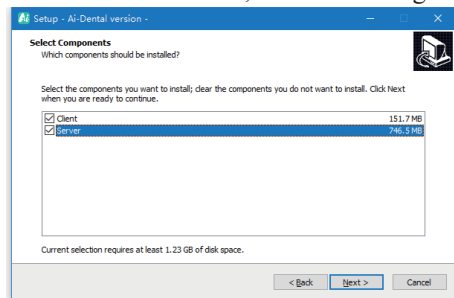 Setup - Ai-Dental version -
Select Components
Which components should be installed?
Select the components you want to install; clear the components you do not want to install. Click Next
when you are ready to continue.
Client 151.7 MB
Server 746.5 MB
Current selection requires at least 1.23 GB of disk space.
< Back Next > Cancel